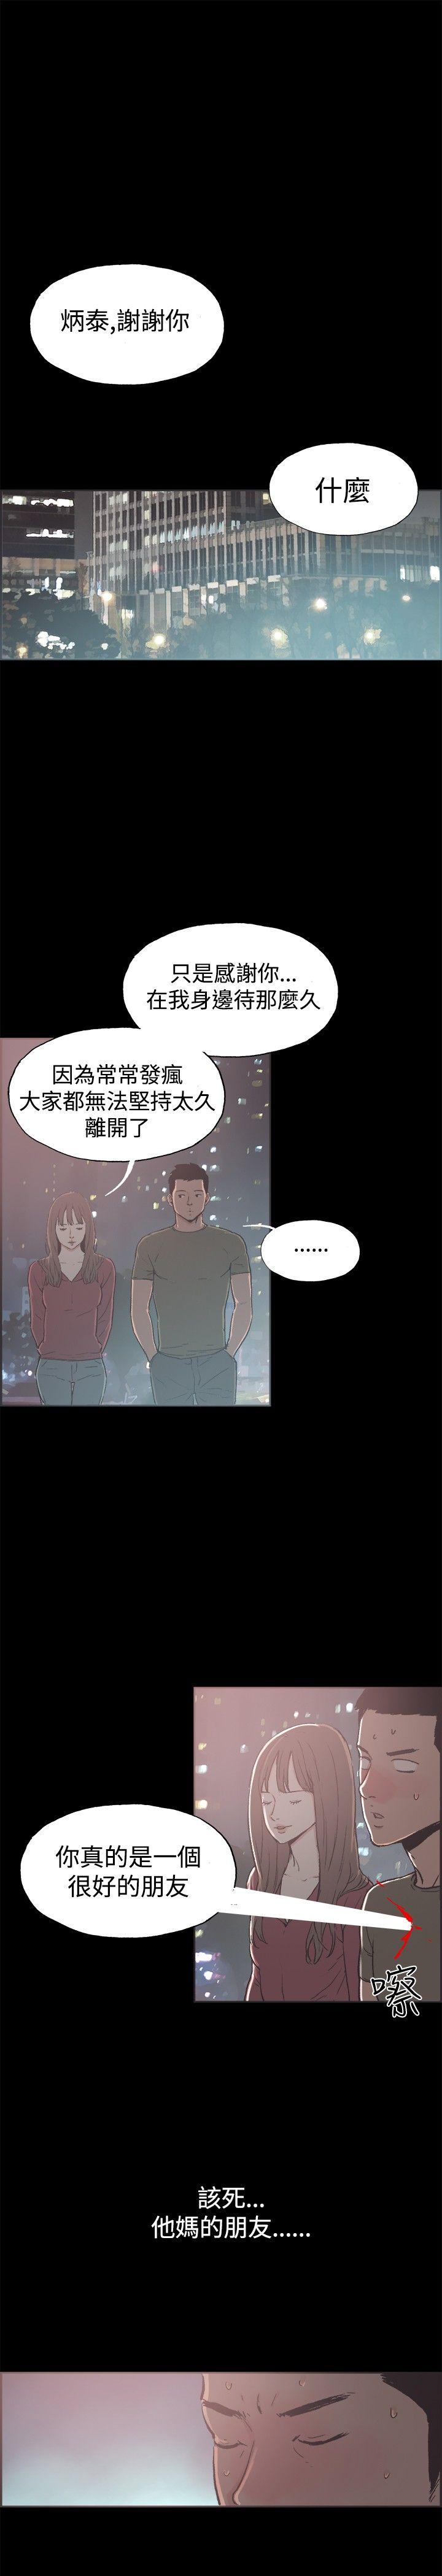 炳泰,謝謝你
什麼
只是感謝你...
在我身邊待那麼久
因為常常發瘋
大家都無法堅持太久
離開了
......
你真的是一個
很好的朋友
嚓
該死...
他媽的朋友......